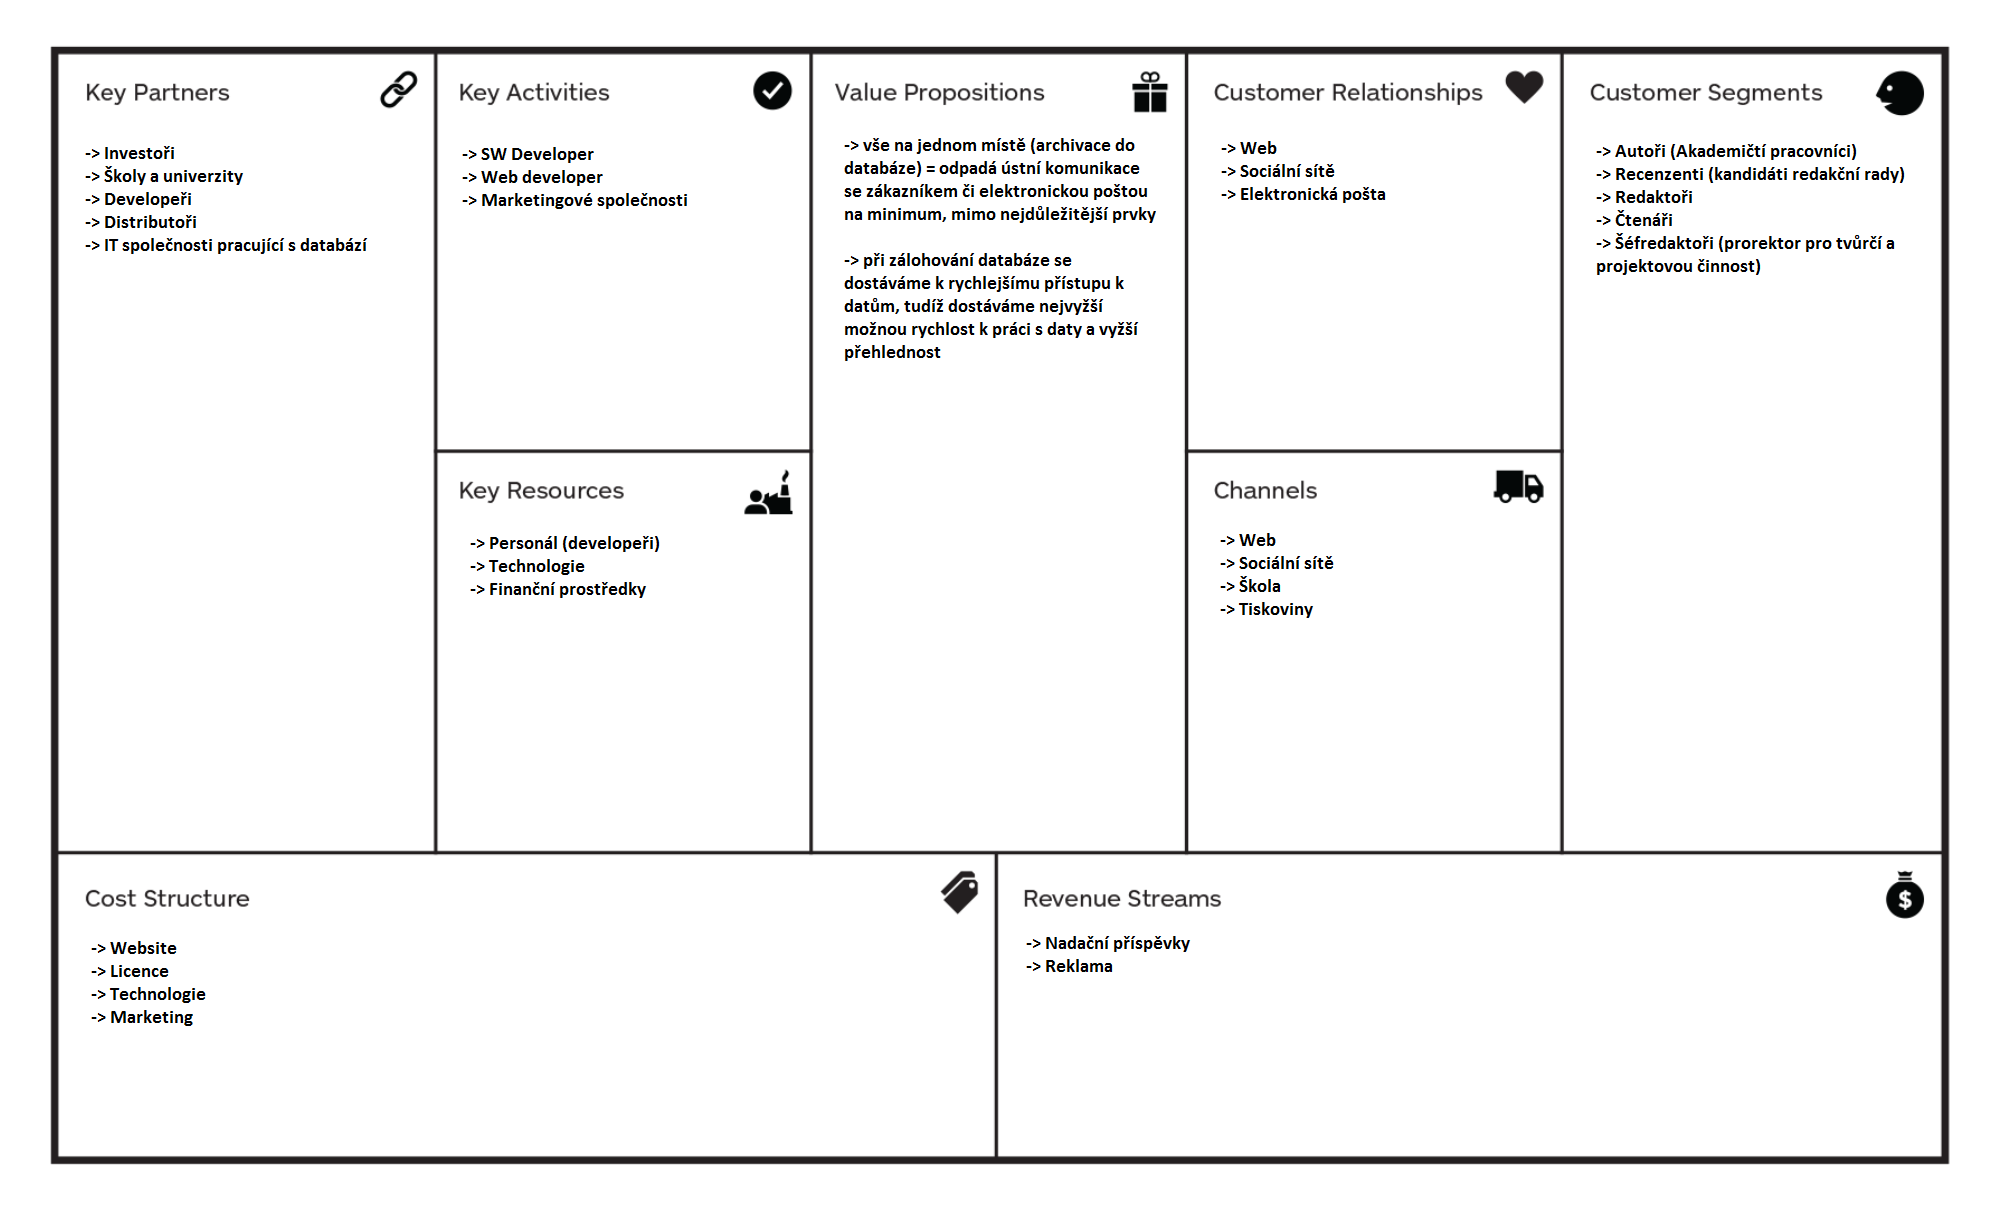 Key Partners
-> Investoři
-> Školy a univerzity
-> Developeři
-> Distributoři
-> IT společnosti pracující s databází
Key Activities
-> SW Developer
-> Web developer
-> Marketingové společnosti
Key Resources
-> Personál (developeři)
-> Technologie
-> Finanční prostředky
Value Propositions
-> vše na jednom místě (archivace do
databáze) = odpadá ústní komunikace
se zákazníkem či elektronickou poštou
na minimum, mimo nejdůležitější prvky
-> při zálohování databáze se
dostáváme k rychlejšímu přístupu k
datům, tudíž dostáváme nejvyžší
možnou rychlost k práci s daty a vyžší
přehlednost
Customer Relationships
-> Web
-> Sociální sítě
-> Elektronická pošta
Channels
-> Web
-> Sociální sítě
-> Škola
-> Tiskoviny
Customer Segments
-> Autoři (Akademičtí pracovníci)
-> Recenzenti (kandidáti redakční rady)
-> Redaktoři
-> Čtenáři
-> Šéfredaktoři (prorektor pro tvůrčí a
projektovou činnost)
Cost Structure
-> Website
-> Licence
-> Technologie
-> Marketing
Revenue Streams
$
-> Nadační příspěvky
-> Reklama